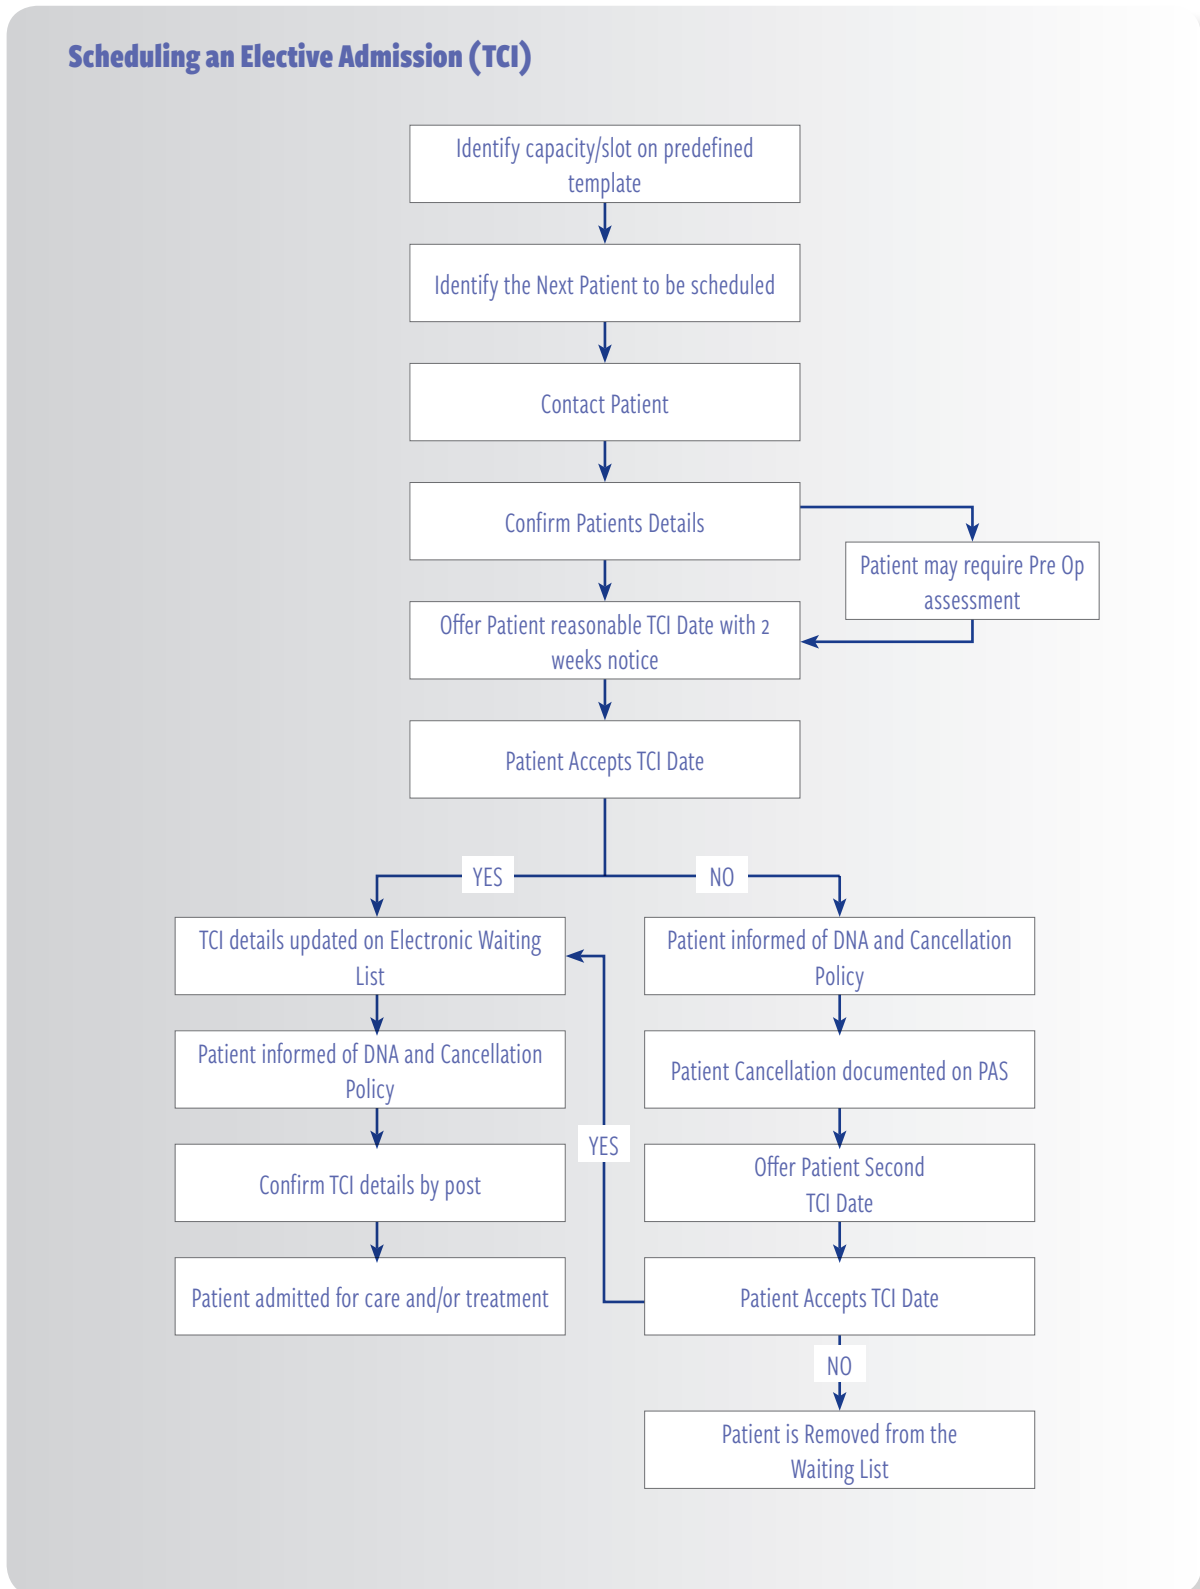 Scheduling an Elective Admission (TCI)
Identify capacity/slot on predefined
template
Identify the Next Patient to be scheduled
Contact Patient
Confirm Patients Details
Patient may require Pre Op
assessment
Offer Patient reasonable TCI Date with 2
weeks notice
Patient Accepts TCI Date
YES
NO
TCI details updated on Electronic Waiting
List
Patient informed of DNA and Cancellation
Policy
Confirm TCI details by post
Patient admitted for care and/or treatment
YES
Patient informed of DNA and Cancellation
Policy
Patient Cancellation documented on PAS
Offer Patient Second
TCI Date
Patient Accepts TCI Date
NO
Patient is Removed from the
Waiting List